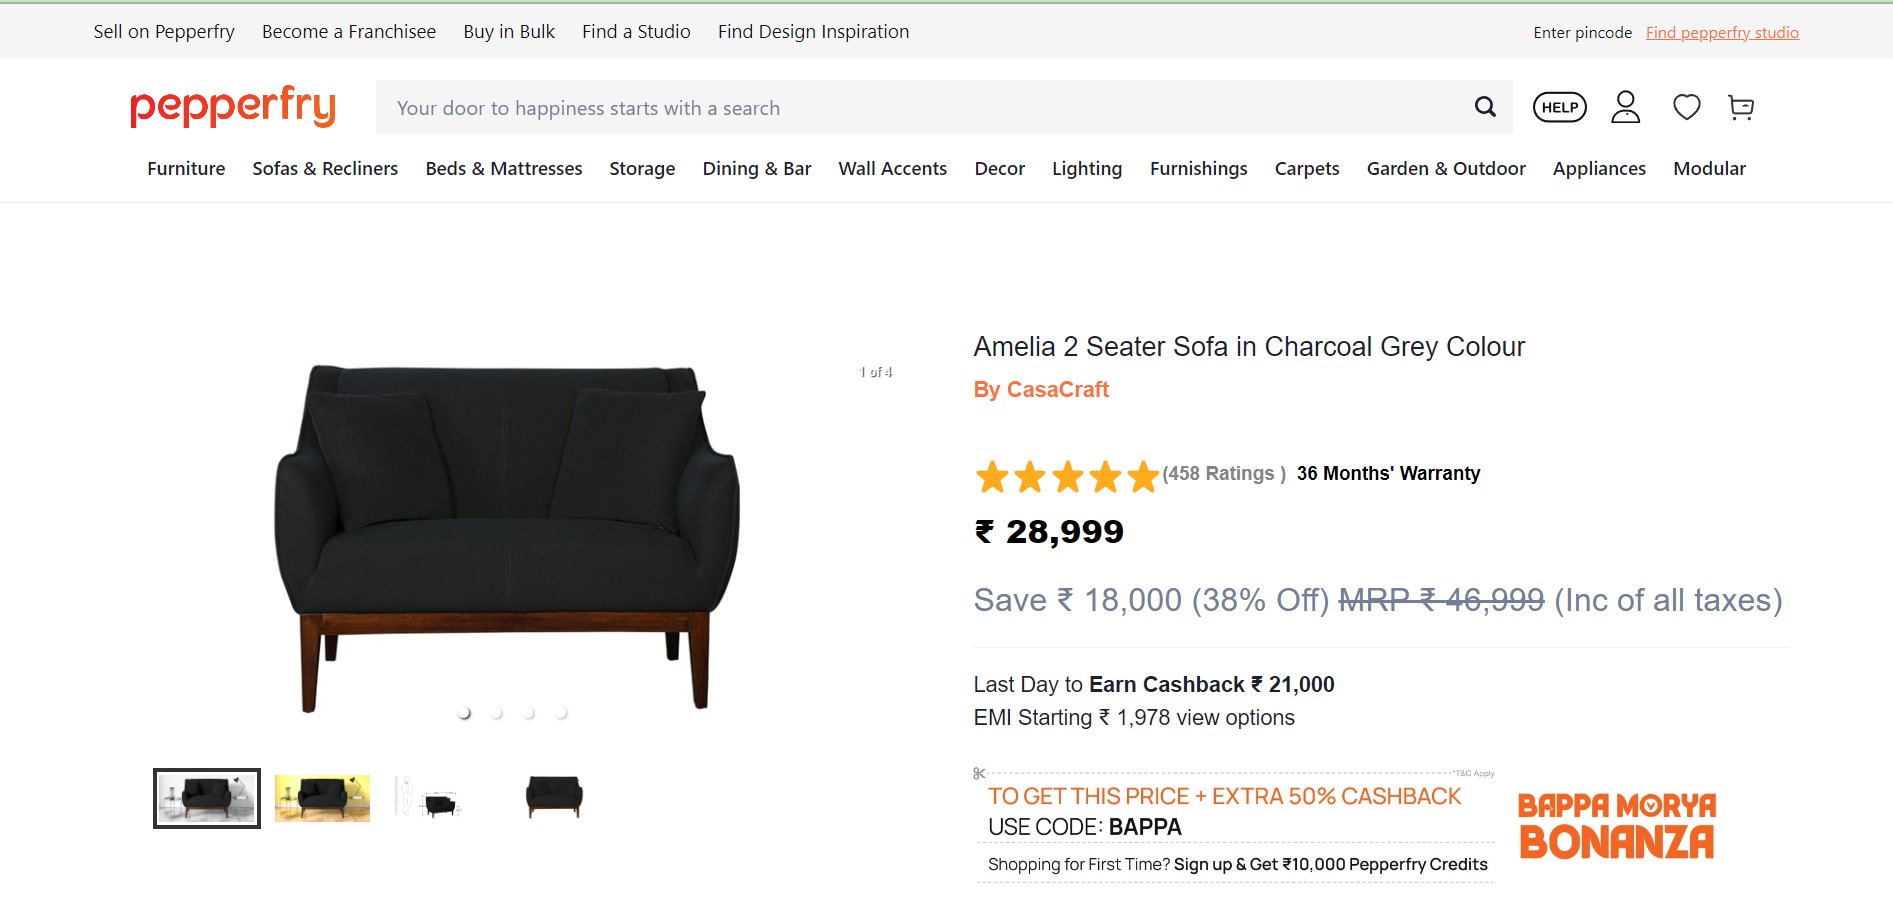 Sell on Pepperfry Become a Franchisee Buy in Bulk Find a Studio Find Design Inspiration Enter pincode Find pepperfry studio
pepperfry Your door to happiness starts with a search HELP
Furniture Sofas & Recliners Beds & Mattresses Storage Dining & Bar Wall Accents Decor Lighting Furnishings Carpets Garden & Outdoor Appliances Modular
1 of 4
Amelia 2 Seater Sofa in Charcoal Grey Colour
By CasaCraft
(458 Ratings ) 36 Months' Warranty
₹ 28,999
Save ₹ 18,000 (38% Off) MRP ₹ 46,999 (Inc of all taxes)
Last Day to Earn Cashback ₹ 21,000
EMI Starting ₹ 1,978 view options
*T&C Apply
TO GET THIS PRICE + EXTRA 50% CASHBACK
USE CODE: BAPPA
Shopping for First Time? Sign up & Get ₹10,000 Pepperfry Credits
BAPPA MORYA
BONANZA